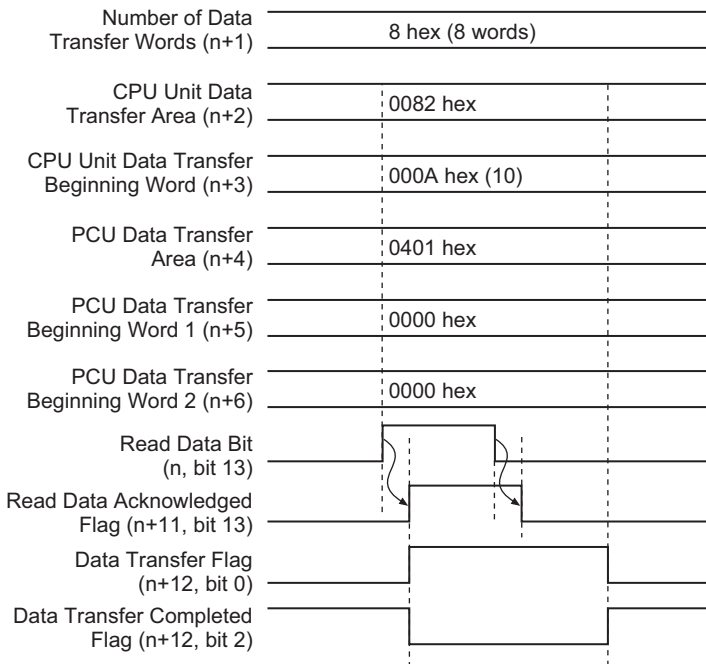 Number of Data
Transfer Words (n+1)
8 hex (8 words)
CPU Unit Data
Transfer Area (n+2)
0082 hex
CPU Unit Data Transfer
Beginning Word (n+3)
000A hex (10)
PCU Data Transfer
Area (n+4)
0401 hex
PCU Data Transfer
Beginning Word 1 (n+5)
0000 hex
PCU Data Transfer
Beginning Word 2 (n+6)
0000 hex
Read Data Bit
(n, bit 13)
Read Data Acknowledged
Flag (n+11, bit 13)
Data Transfer Flag
(n+12, bit 0)
Data Transfer Completed
Flag (n+12, bit 2)